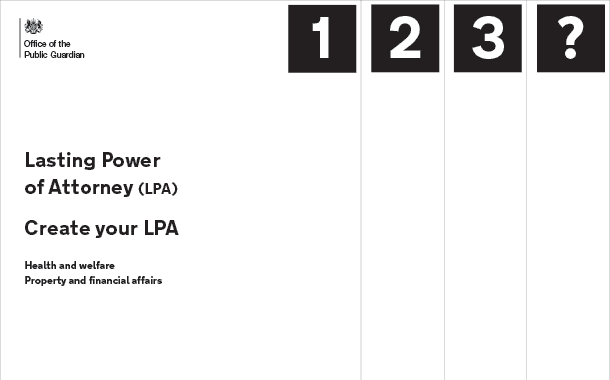 Office of the
Public Guardian
1 2 3 ?
Lasting Power
of Attorney (LPA)
Create your LPA
Health and welfare
Property and financial affairs